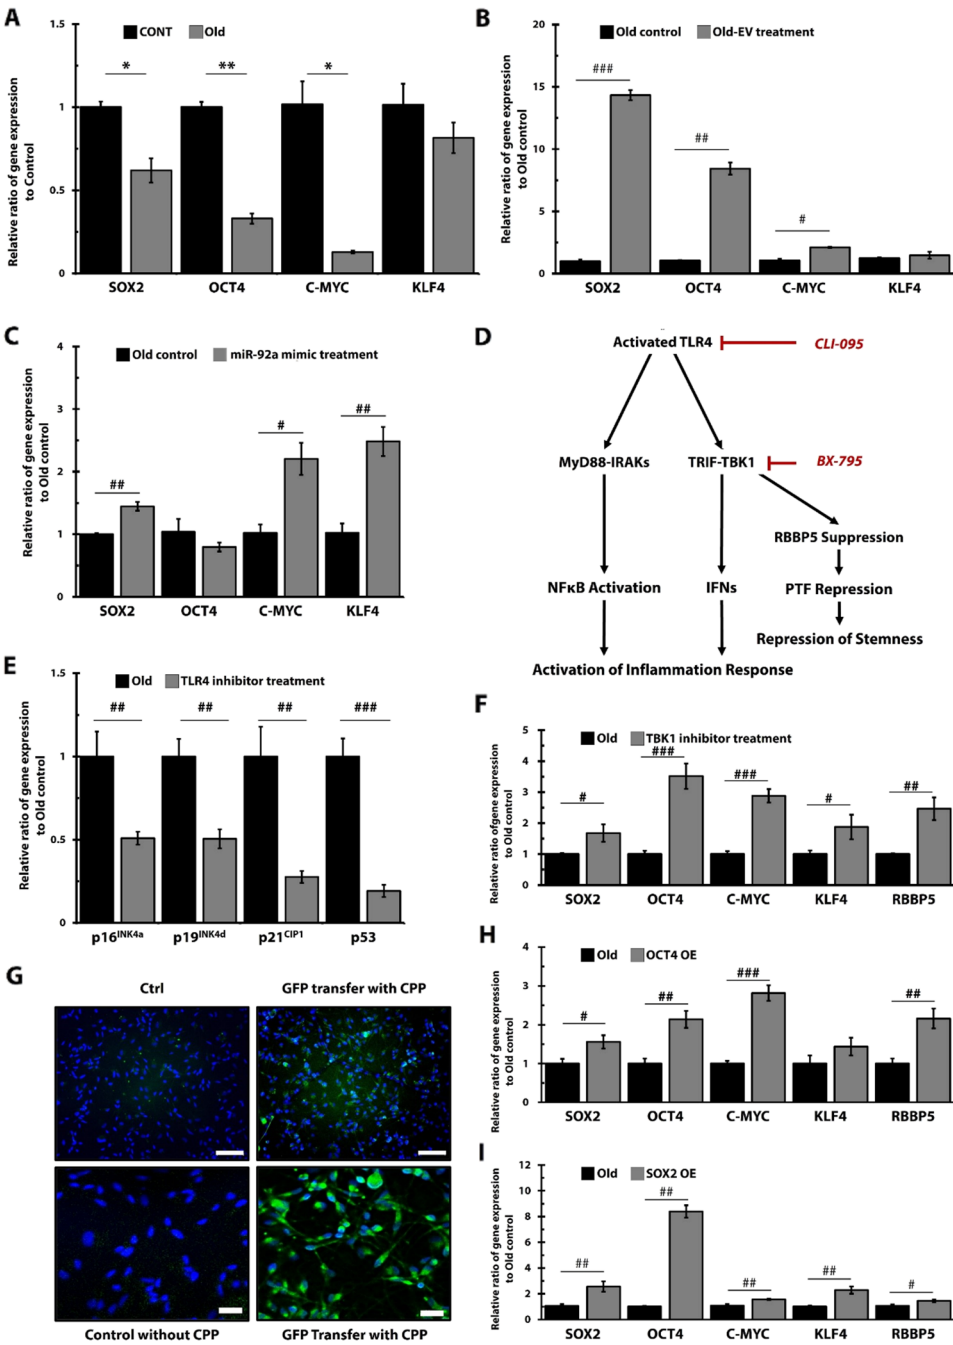 A
CONT Old
Relative ratio of gene expression
to Control
1.5
1
0.5
0
* ** *
SOX2 OCT4 C-MYC KLF4
B
Old control Old-EV treatment
Relative ratio of gene expression
to Old control
20
15
10
5
0
### ## #
SOX2 OCT4 C-MYC KLF4
C
Old control miR-92a mimic treatment
Relative ratio of gene expression
to Old control
4
3
2
1
0
## # ##
SOX2 OCT4 C-MYC KLF4
D
Activated TLR4 CLI-095
MyD88-IRAKs TRIF-TBK1 BX-795
RBBP5 Suppression
NFκB Activation IFNs PTF Repression
Repression of Stemness
Activation of Inflammation Response
E
Old TLR4 inhibitor treatment
Relative ratio of gene expression
to Old control
1.5
1
0.5
0
## ## ## ###
p16INK4a p19INK4d p21CIP1 p53
F
Old TBK1 inhibitor treatment
Relative ratio ofgene expression
to Old control
5
4
3
2
1
0
# ### ### # ##
SOX2 OCT4 C-MYC KLF4 RBBP5
G
Ctrl GFP transfer with CPP
Control without CPP GFP Transfer with CPP
H
Old OCT4 OE
Relative ratio of gene expression
to Old control
4
3
2
1
0
# ## ### ##
SOX2 OCT4 C-MYC KLF4 RBBP5
I
Old SOX2 OE
Relative ratio of gene expression
to Old control
12
10
8
6
4
2
0
## ## ## ## #
SOX2 OCT4 C-MYC KLF4 RBBP5